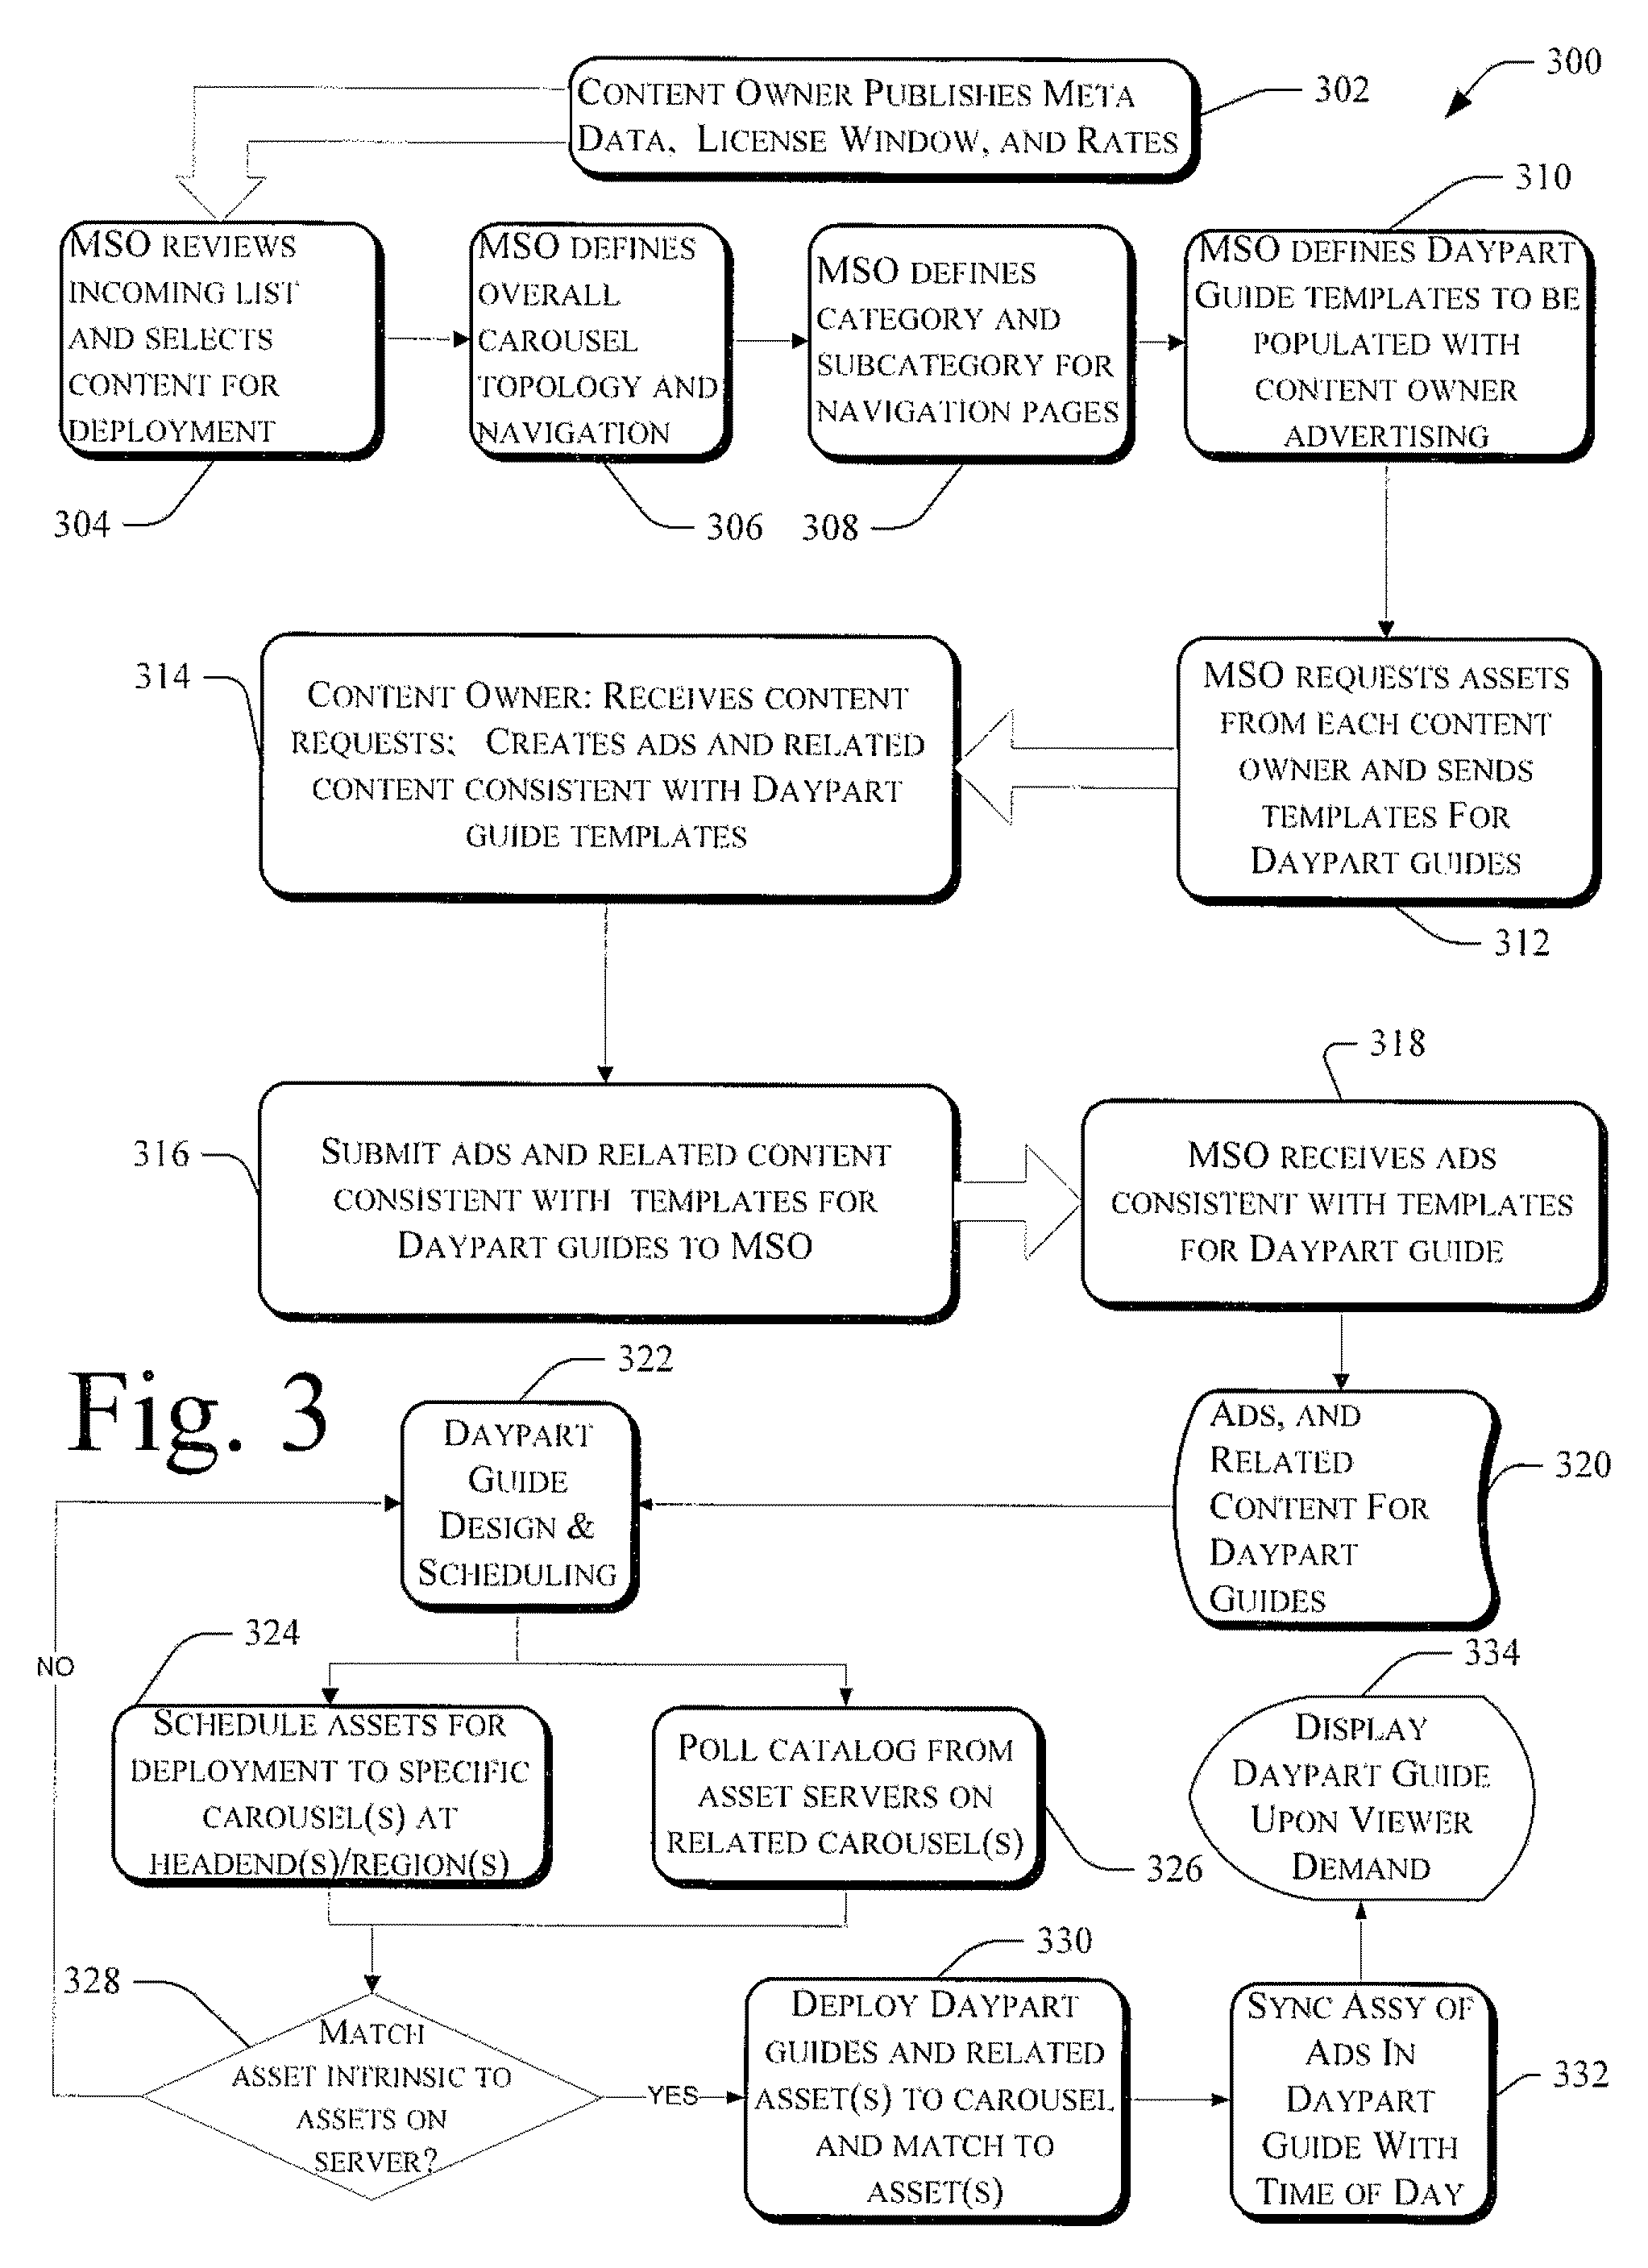 300
CONTENT OWNER PUBLISHES META
DATA, LICENSE WINDOW, AND RATES
302
310
MSO REVIEWS
INCOMING LIST
AND SELECTS
CONTENT FOR
DEPLOYMENT
MSO DEFINES
OVERALL
CAROUSEL
TOPOLOGY AND
NAVIGATION
MSO DEFINES
CATEGORY AND
SUBCATEGORY FOR
NAVIGATION PAGES
MSO DEFINES DAYPART
GUIDE TEMPLATES TO BE
POPULATED WITH
CONTENT OWNER
ADVERTISING
304
306
308
314
CONTENT OWNER: RECEIVES CONTENT
REQUESTS; CREATES ADS AND RELATED
CONTENT CONSISTENT WITH DAYPART
GUIDE TEMPLATES
MSO REQUESTS ASSETS
FROM EACH CONTENT
OWNER AND SENDS
TEMPLATES FOR
DAYPART GUIDES
312
318
316
SUBMIT ADS AND RELATED CONTENT
CONSISTENT WITH TEMPLATES FOR
DAYPART GUIDES TO MSO
MSO RECEIVES ADS
CONSISTENT WITH TEMPLATES
FOR DAYPART GUIDE
Fig. 3
322
DAYPART
GUIDE
DESIGN &
SCHEDULING
ADS, AND
RELATED
CONTENT FOR
DAYPART
GUIDES
320
NO
324
SCHEDULE ASSETS FOR
DEPLOYMENT TO SPECIFIC
CAROUSEL(S) AT
HEADEND(S)/REGION(S)
POLL CATALOG FROM
ASSET SERVERS ON
RELATED CAROUSEL(S)
326
334
DISPLAY
DAYPART GUIDE
UPON VIEWER
DEMAND
328
MATCH
ASSET INTRINSIC TO
ASSETS ON
SERVER?
YES
330
DEPLOY DAYPART
GUIDES AND RELATED
ASSET(S) TO CAROUSEL
AND MATCH TO
ASSET(S)
SYNC ASSY OF
ADS IN
DAYPART
GUIDE WITH
TIME OF DAY
332